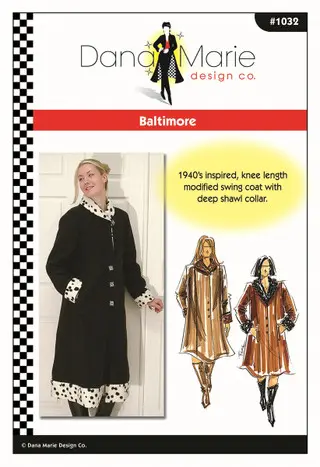 #1032
Dana Marie
design co.
Baltimore
1940's inspired, knee length
modified swing coat with
deep shawl collar.
© Dana Marie Design Co.